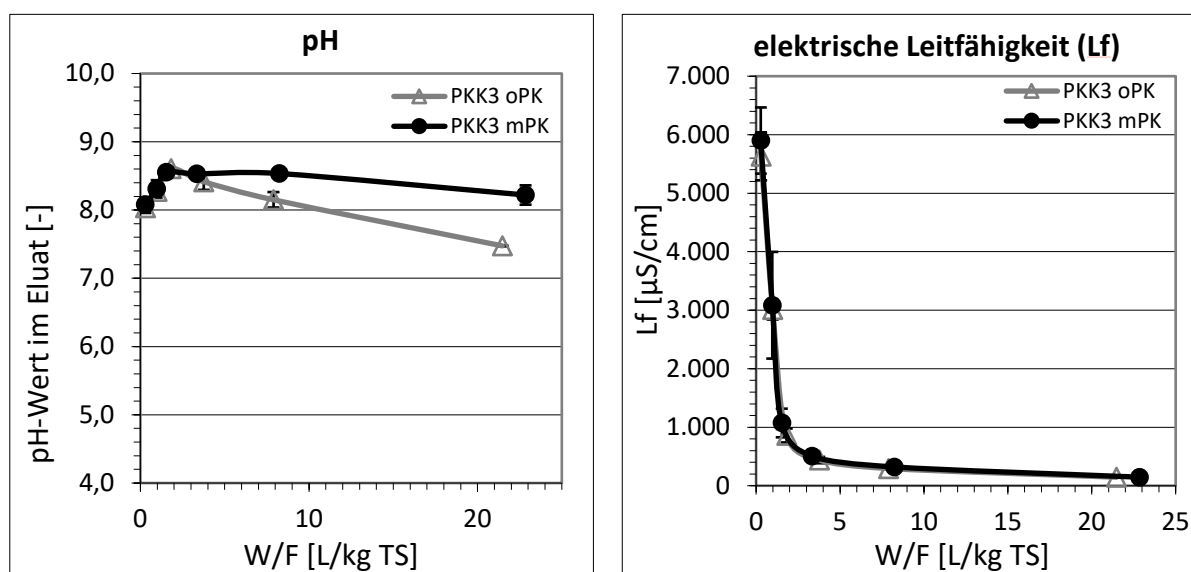 pH
10,0
9,0
8,0
7,0
6,0
5,0
4,0
pH-Wert im Eluat [-]
PKK3 oPK
PKK3 mPK
0
10
20
W/F [L/kg TS]
elektrische Leitfähigkeit (Lf)
7.000
6.000
5.000
4.000
3.000
2.000
1.000
0
Lf [µS/cm]
PKK3 oPK
PKK3 mPK
0
5
10
15
20
25
W/F [L/kg TS]